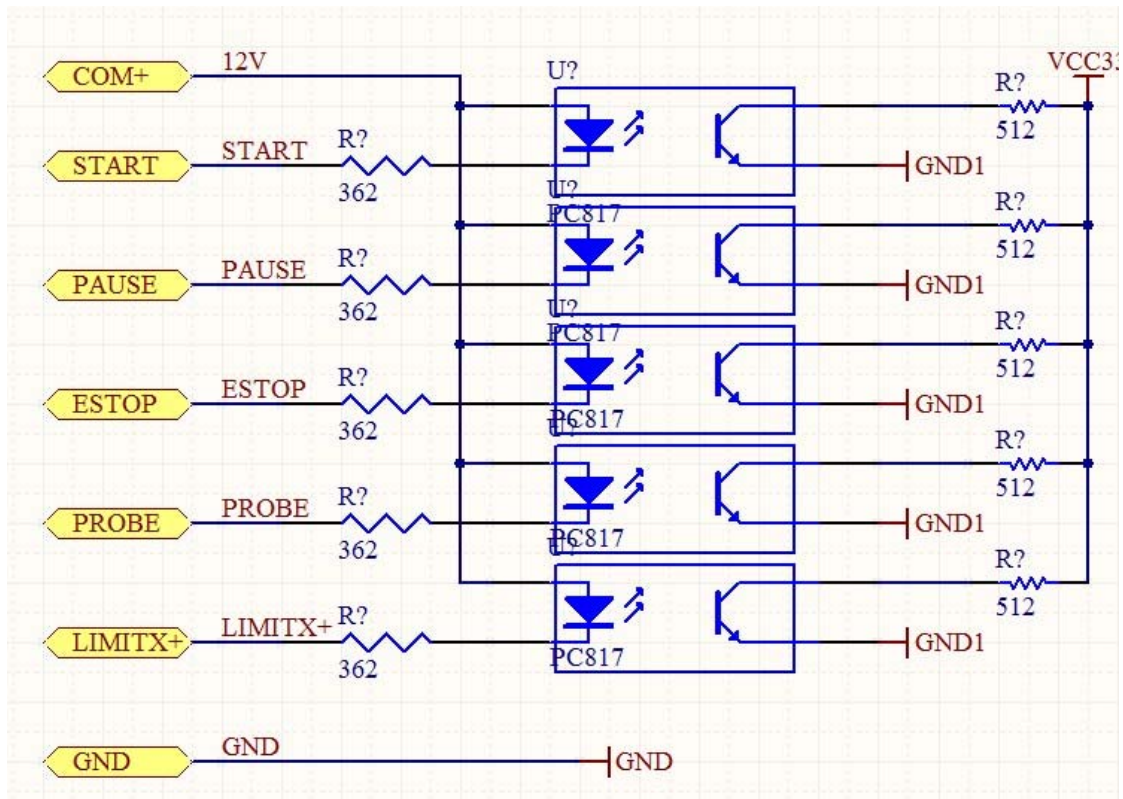 COM+ 12V U? R? VCC33
512
START START R? 362 GND1
U?
PC817
R?
512
PAUSE PAUSE R? 362 GND1
U?
PC817
R?
512
ESTOP ESTOP R? 362 GND1
PC817
U?
R?
512
PROBE PROBE R? 362 GND1
PC817
U?
R?
512
LIMITX+ LIMITX+ R? 362 GND1
PC817
GND GND GND